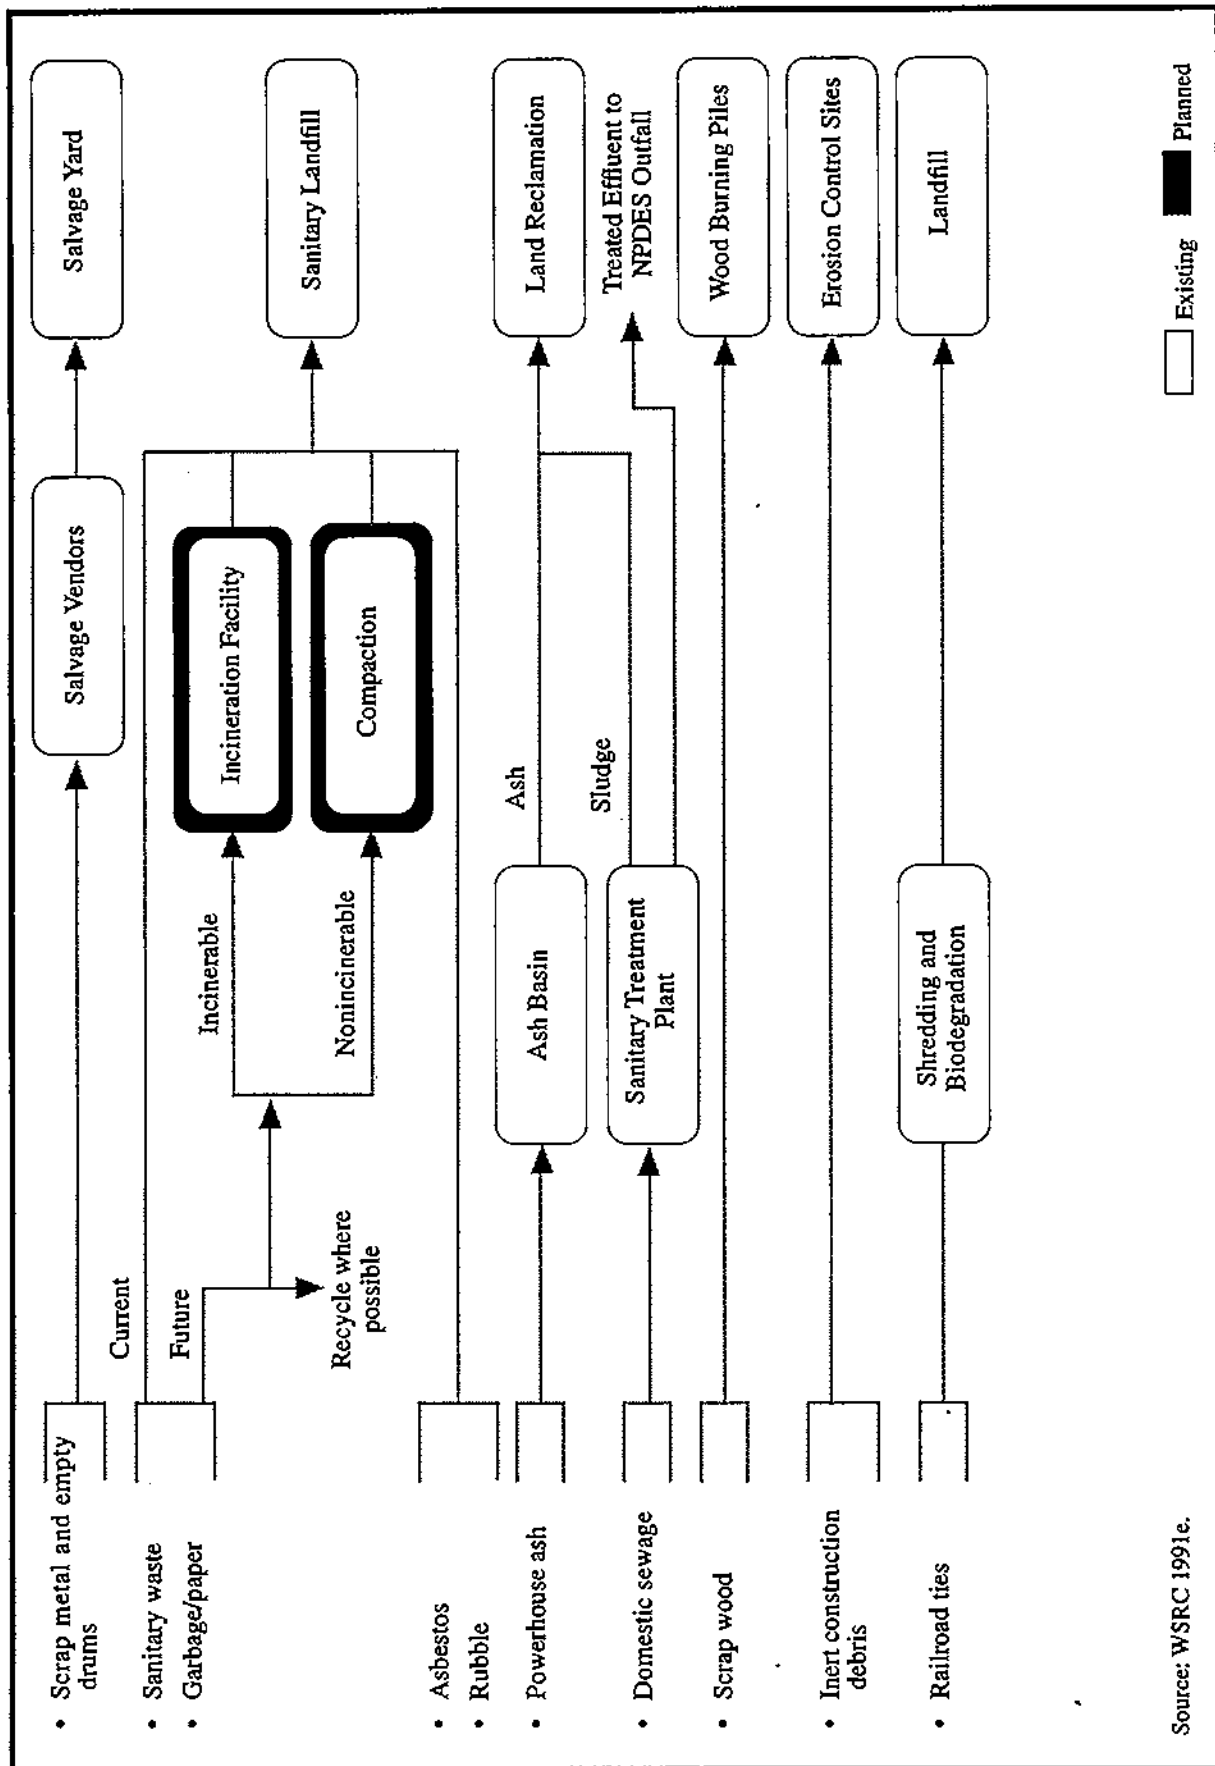 • Scrap metal and empty
drums
• Sanitary waste
• Garbage/paper
• Asbestos
• Rubble
• Powerhouse ash
• Domestic sewage
• Scrap wood
• Inert construction
debris
• Railroad ties
Current
Future
Recycle where
possible
Incinerable
Nonincinerable
Ash Basin
Sanitary Treatment
Plant
Shredding and
Biodegradation
Ash
Sludge
Salvage Vendors
Incineration Facility
Compaction
Salvage Yard
Sanitary Landfill
Land Reclamation
Treated Effluent to
NPDES Outfall
Wood Burning Piles
Erosion Control Sites
Landfill
Existing
Planned
Source: WSRC 1991e.